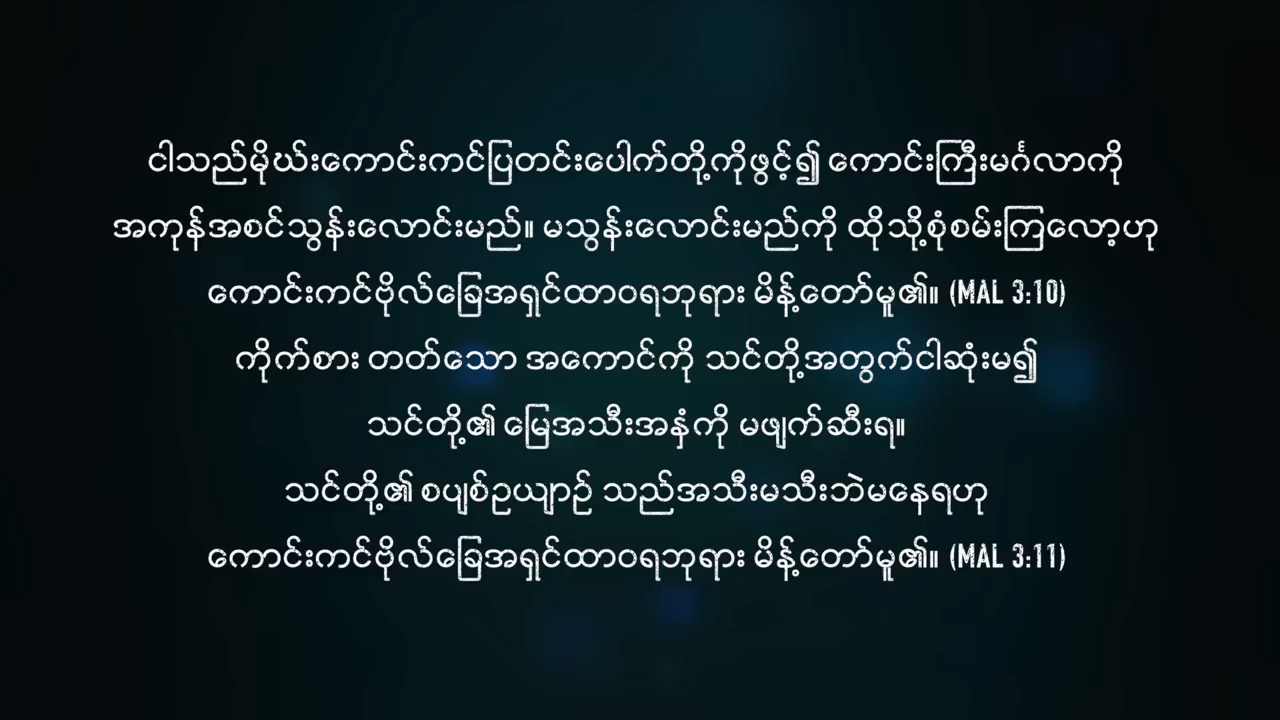 ငါသည်မိုဃ်းကောင်းကင်ပြတင်းပေါက်တို့ကိုဖွင့်၍ ကောင်းကြီးမင်္ဂလာကို
အကုန်အစင်သွန်းလောင်းမည်။ မသွန်းလောင်းမည်ကို ထိုသို့စုံစမ်းကြလော့ဟု
ကောင်းကင်ဗိုလ်ခြေအရှင်ထာဝရဘုရား မိန့်တော်မူ၏။ (MAL 3:10)
ကိုက်စား တတ်သော အကောင်ကို သင်တို့အတွက်ငါဆုံးမ၍
သင်တို့၏ မြေအသီးအနှံကို မဖျက်ဆီးရ။
သင်တို့၏ စပျစ်ဥယျာဉ် သည်အသီးမသီးဘဲမနေရဟု
ကောင်းကင်ဗိုလ်ခြေအရှင်ထာဝရဘုရား မိန့်တော်မူ၏။ (MAL 3:11)